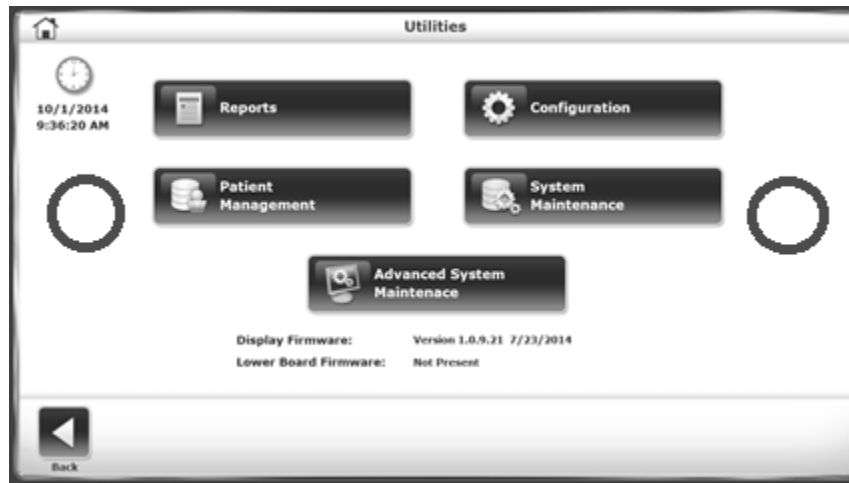 Utilities
10/1/2014
9:36:20 AM
Reports
Configuration
Patient
Management
System
Maintenance
Advanced System
Maintenace
Display Firmware: Version 1.0.9.21 7/23/2014
Lower Board Firmware: Not Present
Back